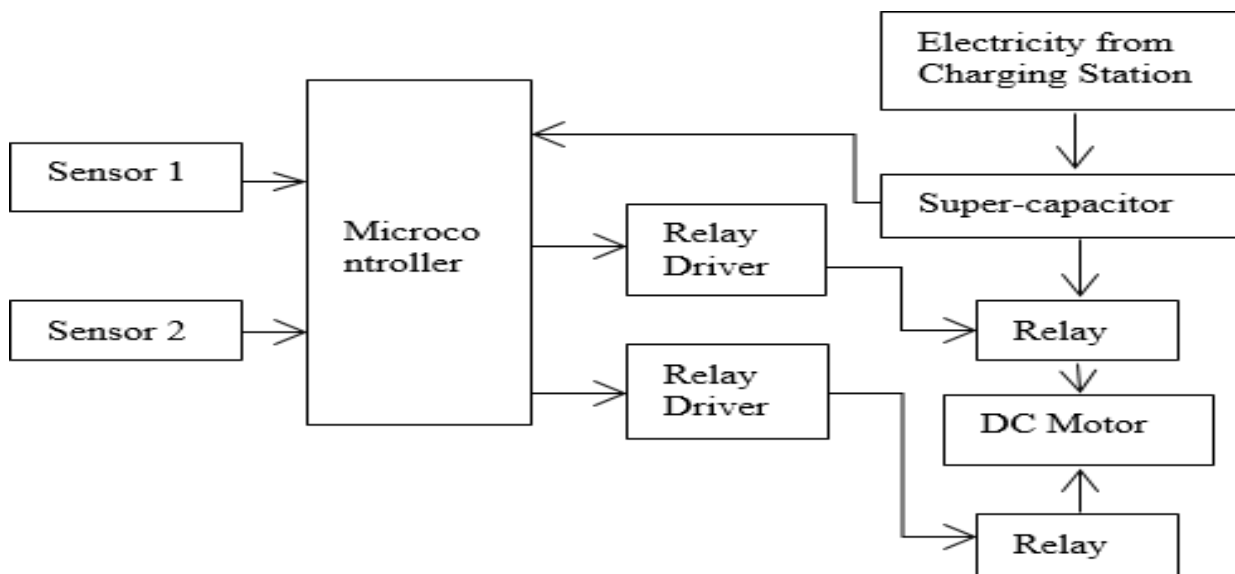 Electricity from
Charging Station
Sensor 1
Super-capacitor
Microco
ntroller
Relay
Driver
Sensor 2
Relay
Relay
Driver
DC Motor
Relay